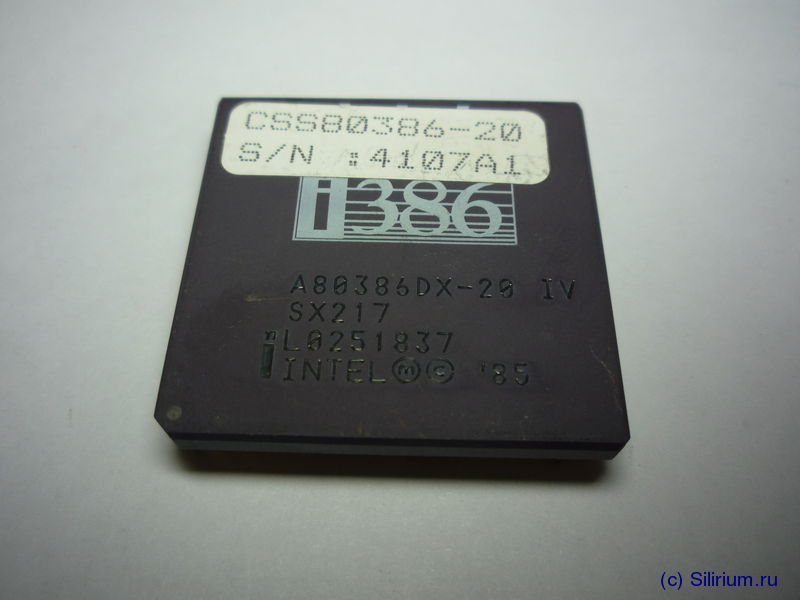 CSS80386-20
S/N :4107A1
i386
A80386DX-20 IV
SX217
L0251837
INTEL Ⓜ © '85
(c) Silirium.ru